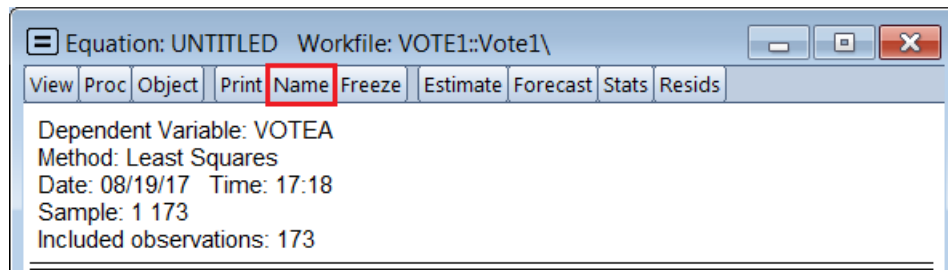 Equation: UNTITLED Workfile: VOTE1::Vote1\
View Proc Object Print Name Freeze Estimate Forecast Stats Resids
Dependent Variable: VOTEA
Method: Least Squares
Date: 08/19/17 Time: 17:18
Sample: 1 173
Included observations: 173